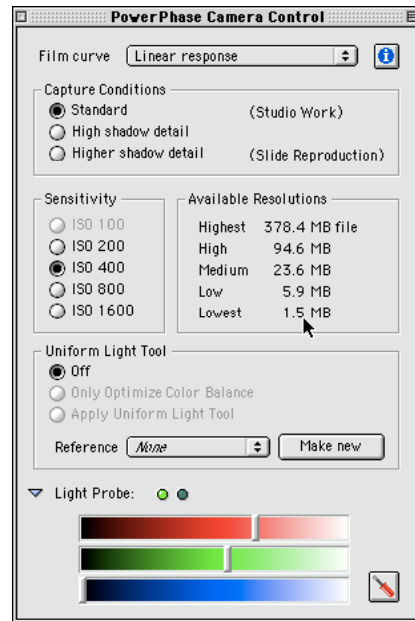 PowerPhase Camera Control
Film curve Linear response
Capture Conditions
Standard (Studio Work)
High shadow detail
Higher shadow detail (Slide Reproduction)
Sensitivity
ISO 100
ISO 200
ISO 400
ISO 800
ISO 1600
Available Resolutions
Highest 378.4 MB file
High 94.6 MB
Medium 23.6 MB
Low 5.9 MB
Lowest 1.5 MB
Uniform Light Tool
Off
Only Optimize Color Balance
Apply Uniform Light Tool
Reference None Make new
Light Probe: